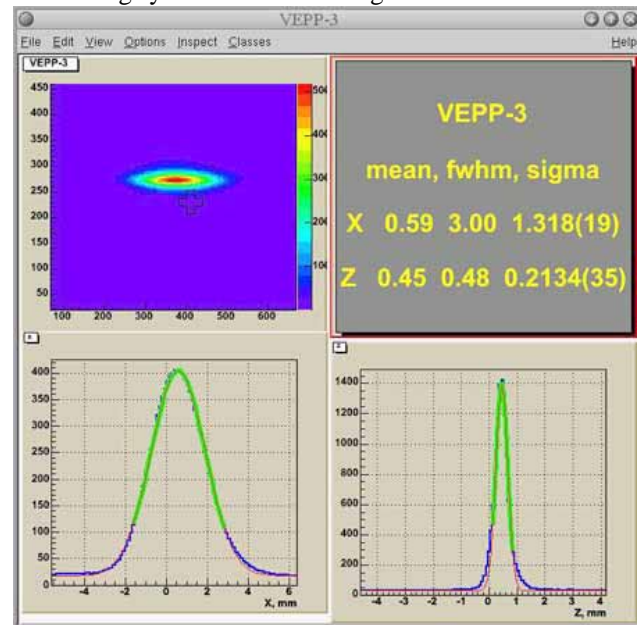 VEPP-3
File Edit View Options Inspect Classes Help
VEPP-3
450
400
350
300
250
200
150
100
50
100 200 300 400 500 600
VEPP-3
mean, fwhm, sigma
X 0.59 3.00 1.318(19)
Z 0.45 0.48 0.2134(35)
400
350
300
250
200
150
100
50
0
-4 -2 0 2 4 6
X, mm
1400
1200
1000
800
600
400
200
0
-4 -3 -2 -1 0 1 2 3 4
Z, mm